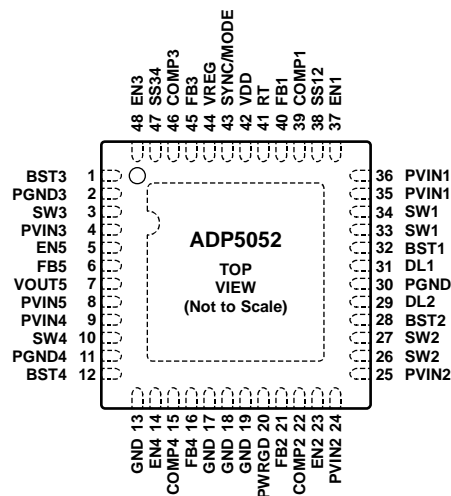 48 EN3
47 SS34
46 COMP3
45 FB3
44 VREG
43 SYNC/MODE
42 VDD
41 RT
40 FB1
39 COMP1
38 SS12
37 EN1
BST3 1
PGND3 2
SW3 3
PVIN3 4
EN5 5
FB5 6
VOUT5 7
PVIN5 8
PVIN4 9
SW4 10
PGND4 11
BST4 12
ADP5052
TOP
VIEW
(Not to Scale)
36 PVIN1
35 PVIN1
34 SW1
33 SW1
32 BST1
31 DL1
30 PGND
29 DL2
28 BST2
27 SW2
26 SW2
25 PVIN2
GND 13
EN4 14
COMP4 15
FB4 16
GND 17
GND 18
GND 19
PWRGD 20
FB2 21
COMP2 22
EN2 23
PVIN2 24